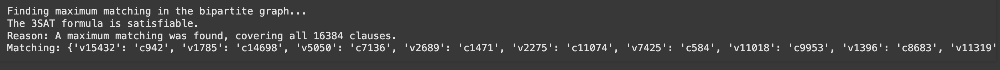 Finding maximum matching in the bipartite graph...
The 3SAT formula is satisfiable.
Reason: A maximum matching was found, covering all 16384 clauses.
Matching: {'v15432': 'c942', 'v1785': 'c14698', 'v5050': 'c7136', 'v2689': 'c1471', 'v2275': 'c11074', 'v7425': 'c584', 'v11018': 'c9953', 'v1396': 'c8683', 'v11319'